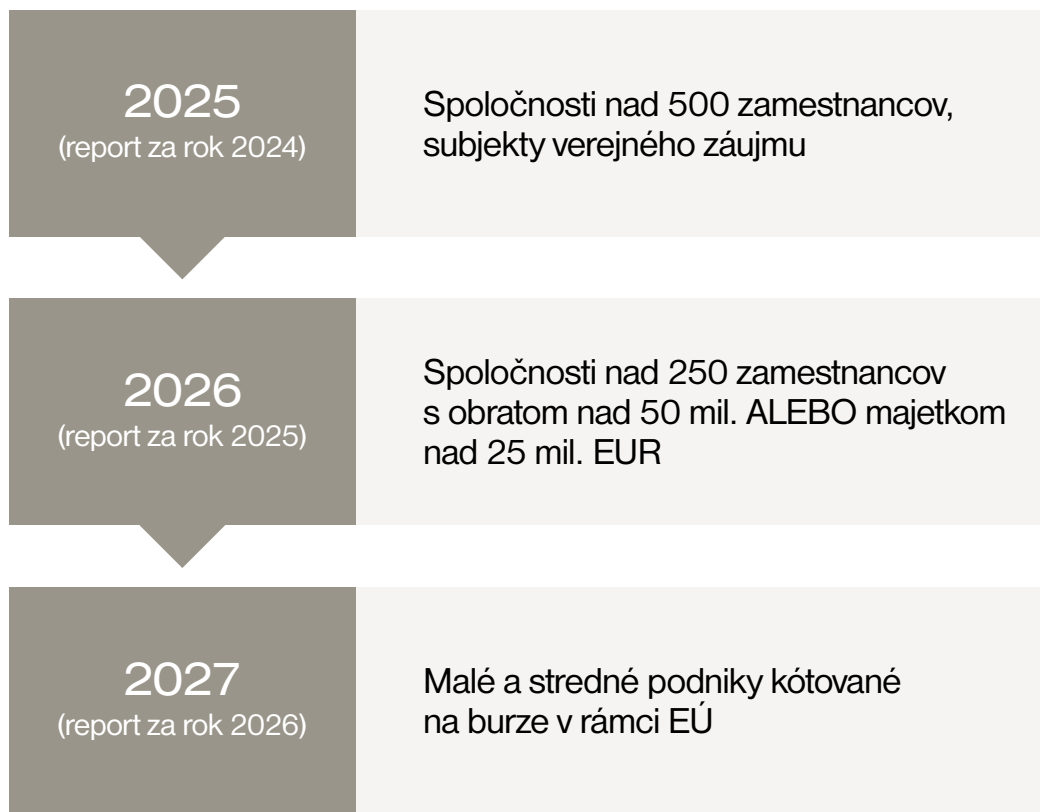 2025
(report za rok 2024)
Spoločnosti nad 500 zamestnancov,
subjekty verejného záujmu
2026
(report za rok 2025)
Spoločnosti nad 250 zamestnancov
s obratom nad 50 mil. ALEBO majetkom
nad 25 mil. EUR
2027
(report za rok 2026)
Malé a stredné podniky kótované
na burze v rámci EÚ